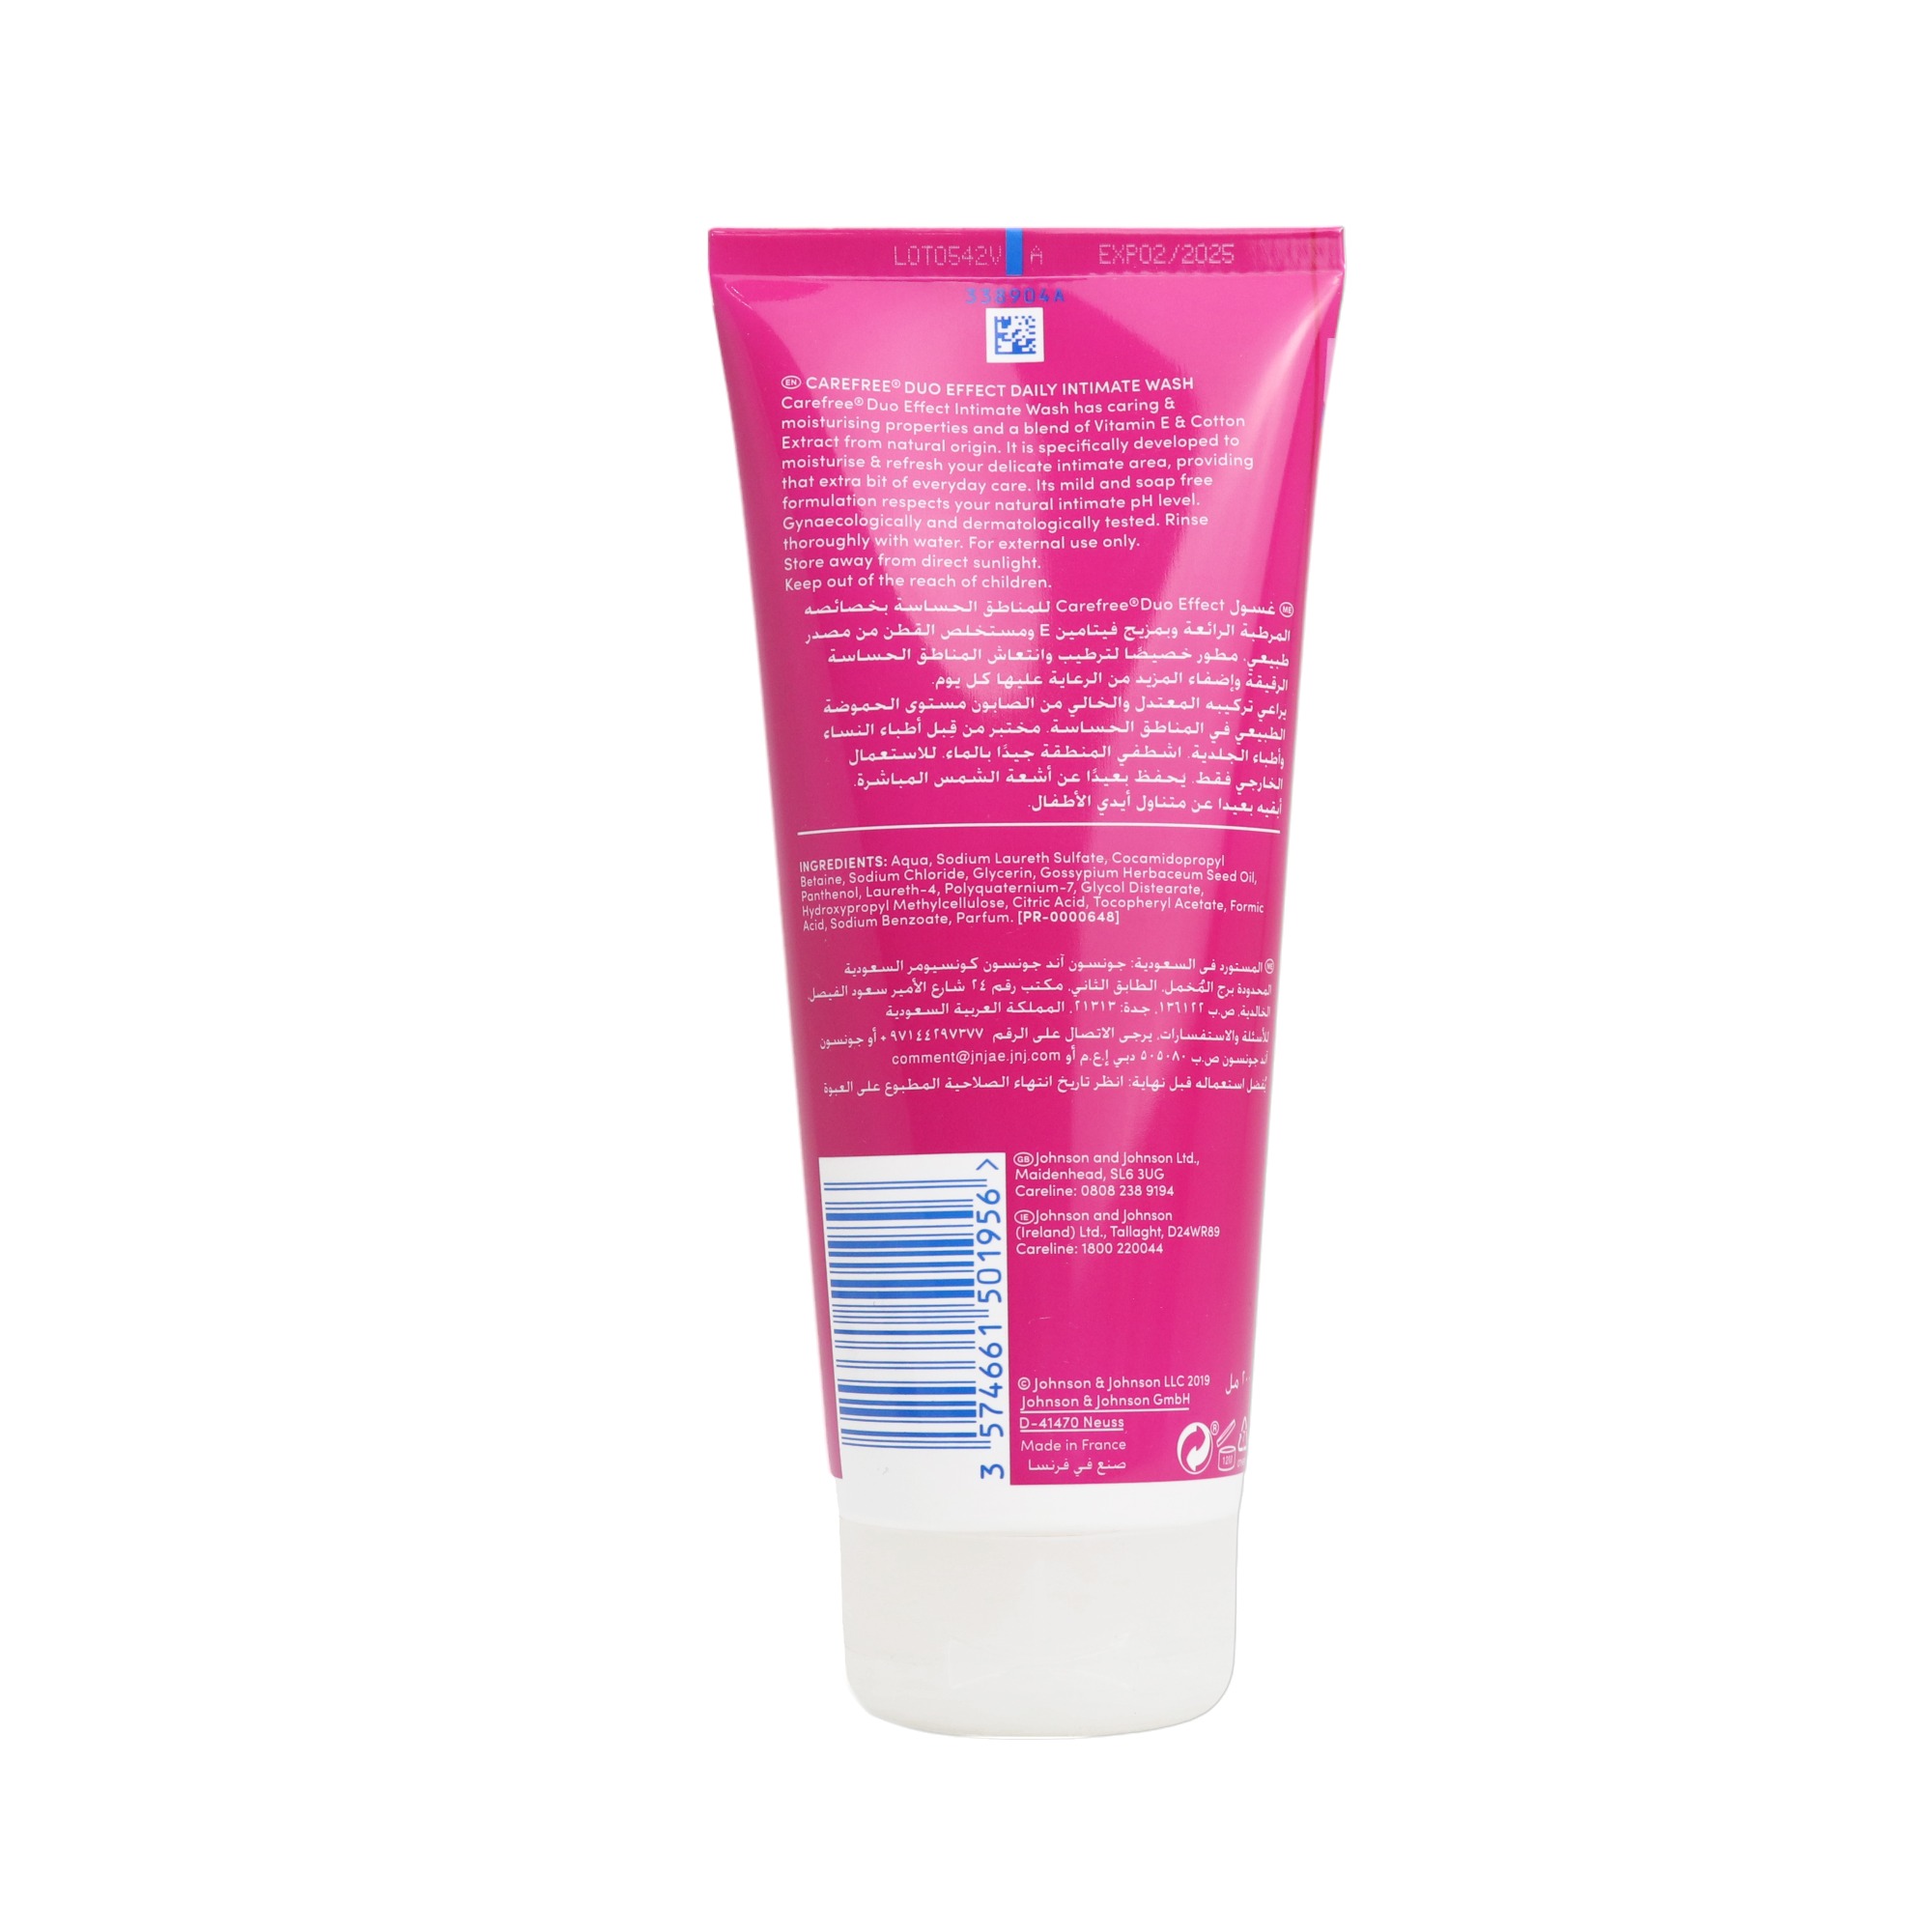 LOT0542V A EXP02/2025
338904A
EN CAREFREE® DUO EFFECT DAILY INTIMATE WASH
Carefree® Duo Effect Intimate Wash has caring &
moisturising properties and a blend of Vitamin E & Cotton
Extract from natural origin. It is specifically developed to
moisturise & refresh your delicate intimate area, providing
that extra bit of everyday care. Its mild and soap free
formulation respects your natural intimate pH level.
Gynaecologically and dermatologically tested. Rinse
thoroughly with water. For external use only.
Store away from direct sunlight.
Keep out of the reach of children.
ME غسول Carefree® Duo Effect للمناطق الحساسة بخصائصه
المرطبة الرائعة وبمزيج فيتامين E ومستخلص القطن من مصدر
طبيعي. مطور خصيصًا لترطيب وانتعاش المناطق الحساسة
الرقيقة وإضفاء المزيد من الرعاية عليها كل يوم.
يراعي تركيبه المعتدل والخالي من الصابون مستوى الحموضة
الطبيعي في المناطق الحساسة. مختبر من قِبل أطباء النساء
وأطباء الجلدية. اشطفي المنطقة جيدًا بالماء. للاستعمال
الخارجي فقط. يُحفظ بعيدًا عن أشعة الشمس المباشرة.
أبقيه بعيدا عن متناول أيدي الأطفال.
INGREDIENTS: Aqua, Sodium Laureth Sulfate, Cocamidopropyl
Betaine, Sodium Chloride, Glycerin, Gossypium Herbaceum Seed Oil,
Panthenol, Laureth-4, Polyquaternium-7, Glycol Distearate,
Hydroxypropyl Methylcellulose, Citric Acid, Tocopheryl Acetate, Formic
Acid, Sodium Benzoate, Parfum. [PR-0000648]
ME المستورد في السعودية: جونسون آند جونسون كونسيومر السعودية
المحدودة برج المُخمل. الطابق الثاني. مكتب رقم ٢٤ شارع الأمير سعود الفيصل.
الخالدية. ص.ب ١٣٦١٢٢. جدة: ٢١٣١٣. المملكة العربية السعودية
للأسئلة والاستفسارات. يرجى الاتصال على الرقم ٩٧١٤٤٢٩٧٣٧٧ + أو جونسون
آند جونسون ص.ب ٥٠٥٠٨٠ دبي إ.ع.م أو comment@jnjae.jnj.com
يُفضل استعماله قبل نهاية: انظر تاريخ انتهاء الصلاحية المطبوع على العبوة
GB Johnson and Johnson Ltd.,
Maidenhead, SL6 3UG
Careline: 0808 238 9194
IE Johnson and Johnson
(Ireland) Ltd., Tallaght, D24WR89
Careline: 1800 220044
3 574661 501956 >
© Johnson & Johnson LLC 2019
Johnson & Johnson GmbH
D-41470 Neuss
Made in France
صنع في فرنسا
مل